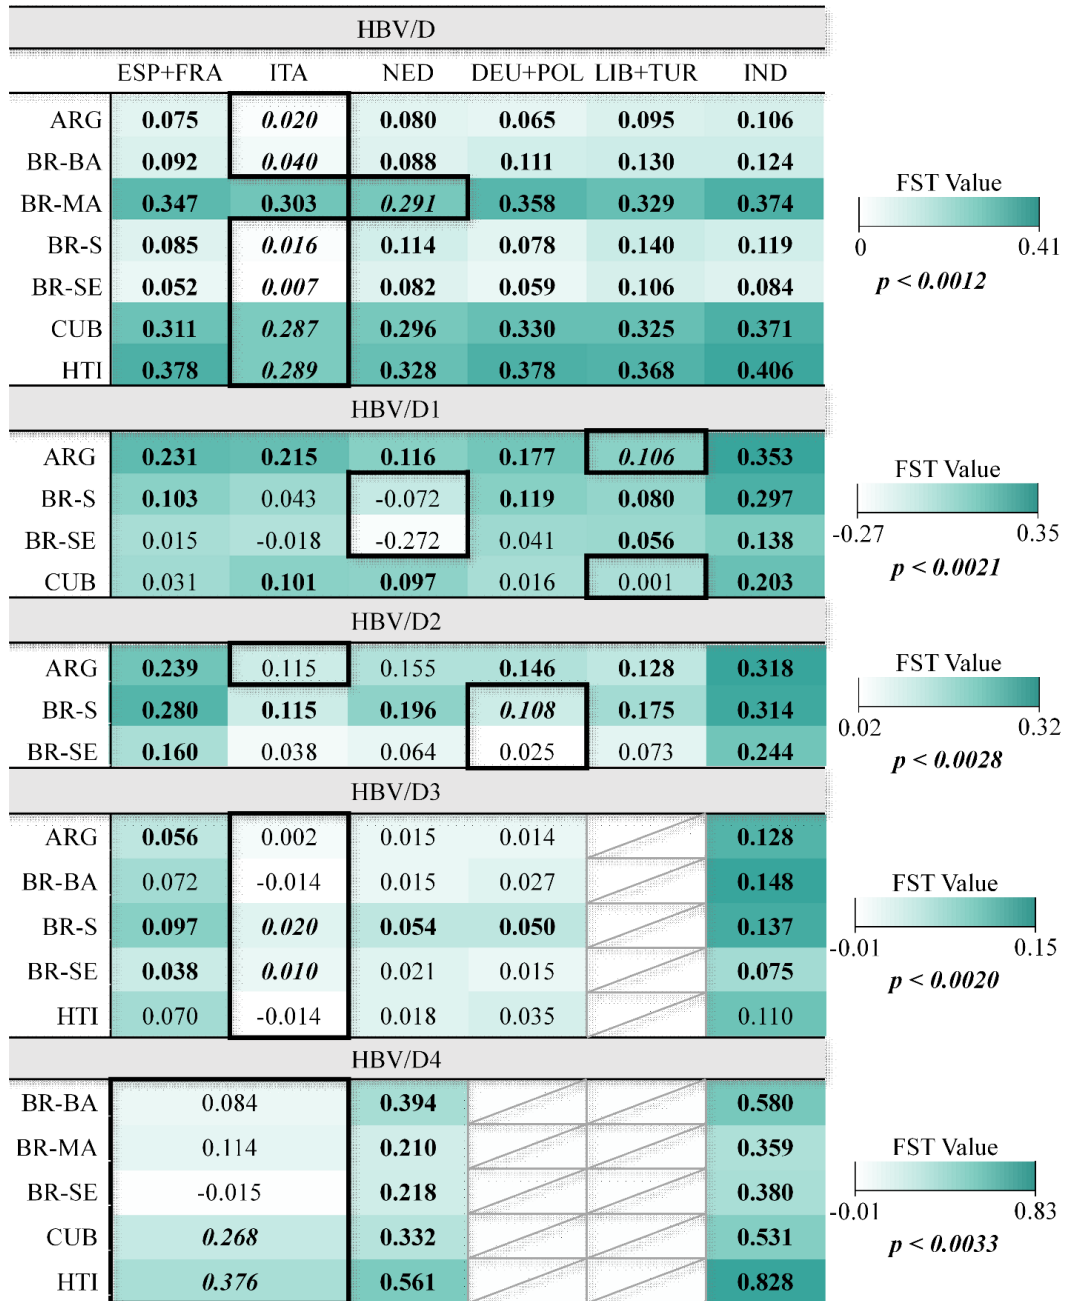 HBV/D
ESP+FRA ITA NED DEU+POL LIB+TUR IND
ARG 0.075 0.020 0.080 0.065 0.095 0.106
BR-BA 0.092 0.040 0.088 0.111 0.130 0.124
BR-MA 0.347 0.303 0.291 0.358 0.329 0.374
BR-S 0.085 0.016 0.114 0.078 0.140 0.119
BR-SE 0.052 0.007 0.082 0.059 0.106 0.084
CUB 0.311 0.287 0.296 0.330 0.325 0.371
HTI 0.378 0.289 0.328 0.378 0.368 0.406
FST Value
0 0.41
p < 0.0012
HBV/D1
ARG 0.231 0.215 0.116 0.177 0.106 0.353
BR-S 0.103 0.043 -0.072 0.119 0.080 0.297
BR-SE 0.015 -0.018 -0.272 0.041 0.056 0.138
CUB 0.031 0.101 0.097 0.016 0.001 0.203
FST Value
-0.27 0.35
p < 0.0021
HBV/D2
ARG 0.239 0.115 0.155 0.146 0.128 0.318
BR-S 0.280 0.115 0.196 0.108 0.175 0.314
BR-SE 0.160 0.038 0.064 0.025 0.073 0.244
FST Value
0.02 0.32
p < 0.0028
HBV/D3
ARG 0.056 0.002 0.015 0.014 0.128
BR-BA 0.072 -0.014 0.015 0.027 0.148
BR-S 0.097 0.020 0.054 0.050 0.137
BR-SE 0.038 0.010 0.021 0.015 0.075
HTI 0.070 -0.014 0.018 0.035 0.110
FST Value
-0.01 0.15
p < 0.0020
HBV/D4
BR-BA 0.084 0.394 0.580
BR-MA 0.114 0.210 0.359
BR-SE -0.015 0.218 0.380
CUB 0.268 0.332 0.531
HTI 0.376 0.561 0.828
FST Value
-0.01 0.83
p < 0.0033